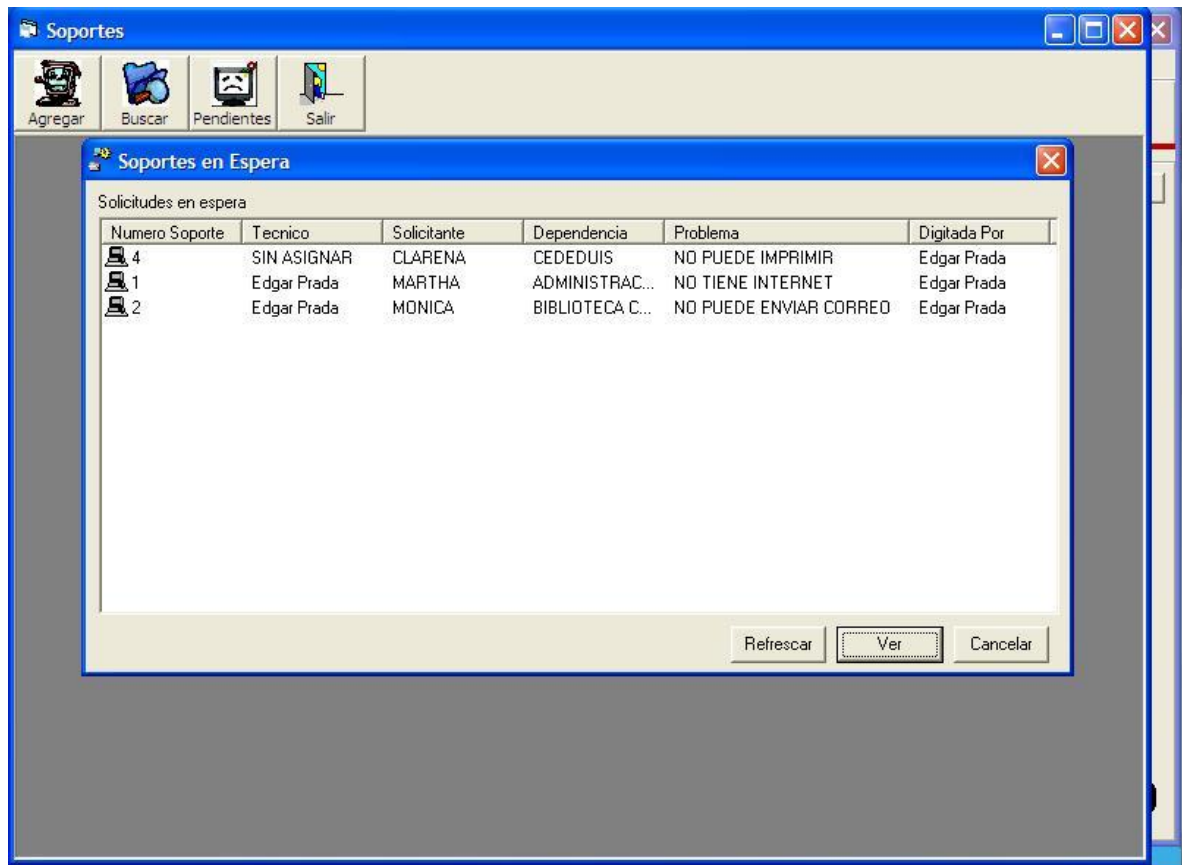 Soportes
Agregar Buscar Pendientes Salir
Soportes en Espera
Solicitudes en espera
Numero Soporte Tecnico Solicitante Dependencia Problema Digitada Por
4 SIN ASIGNAR CLARENA CEDEDUIS NO PUEDE IMPRIMIR Edgar Prada
1 Edgar Prada MARTHA ADMINISTRAC... NO TIENE INTERNET Edgar Prada
2 Edgar Prada MONICA BIBLIOTECA C... NO PUEDE ENVIAR CORREO Edgar Prada
Refrescar Ver Cancelar